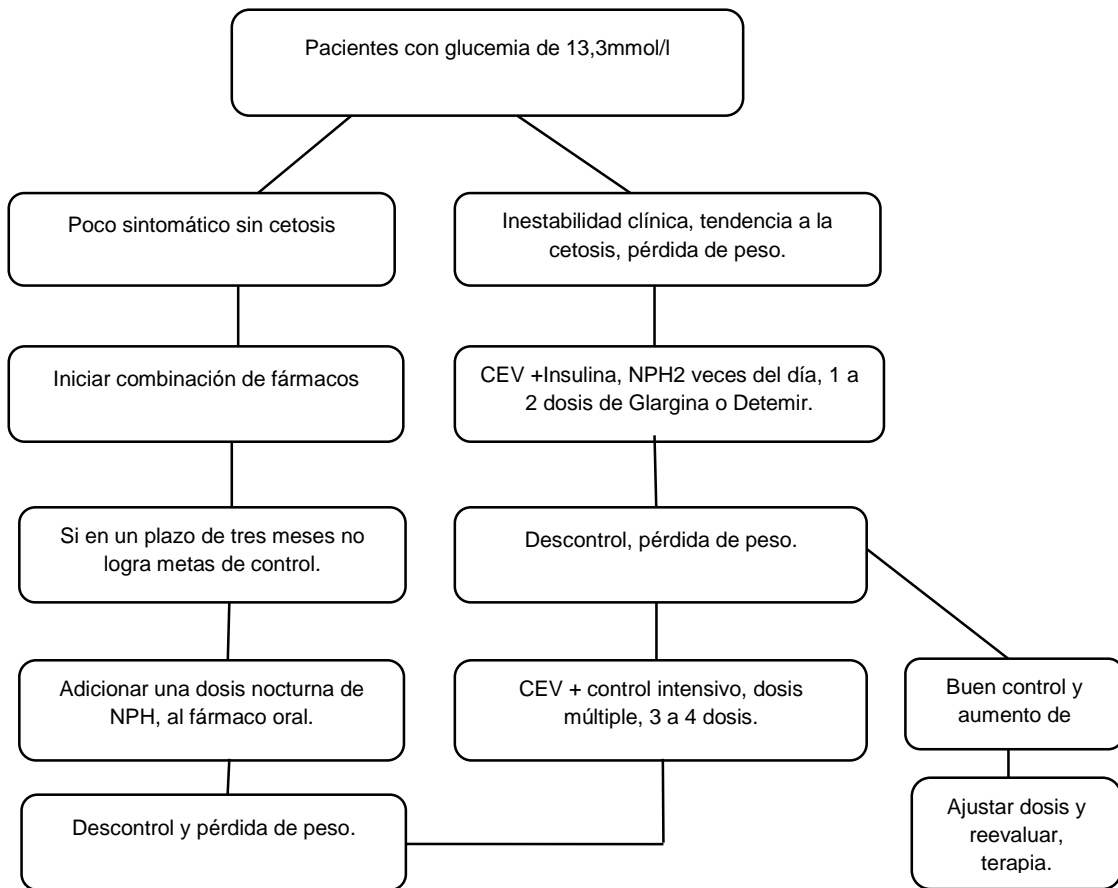 Pacientes con glucemia de 13,3mmol/l
Poco sintomático sin cetosis
Inestabilidad clínica, tendencia a la
cetosis, pérdida de peso.
Iniciar combinación de fármacos
CEV +Insulina, NPH2 veces del día, 1 a
2 dosis de Glargina o Detemir.
Si en un plazo de tres meses no
logra metas de control.
Descontrol, pérdida de peso.
Adicionar una dosis nocturna de
NPH, al fármaco oral.
CEV + control intensivo, dosis
múltiple, 3 a 4 dosis.
Buen control y
aumento de
Descontrol y pérdida de peso.
Ajustar dosis y
reevaluar,
terapia.